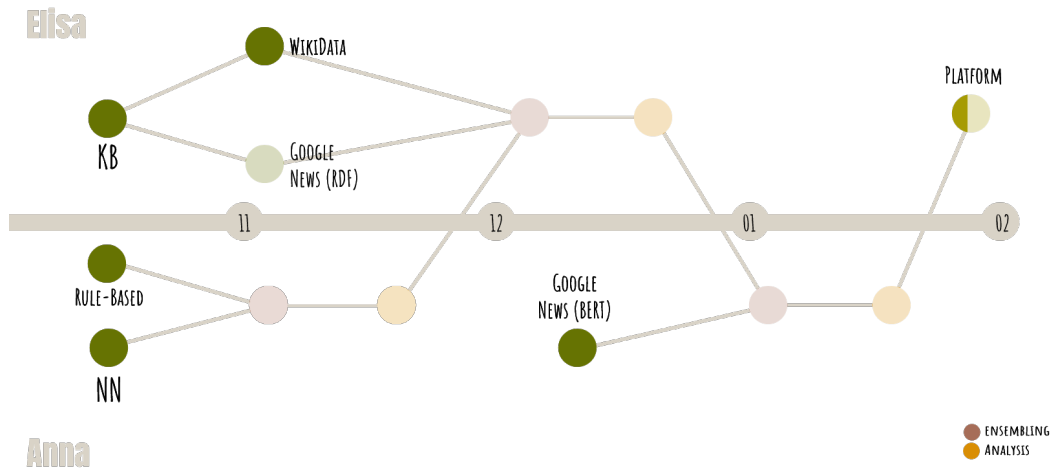 Elisa
WikiData
Platform
KB
Google
News (RDF)
11
12
01
02
Rule-Based
Google
News (BERT)
NN
ensembling
Analysis
Anna